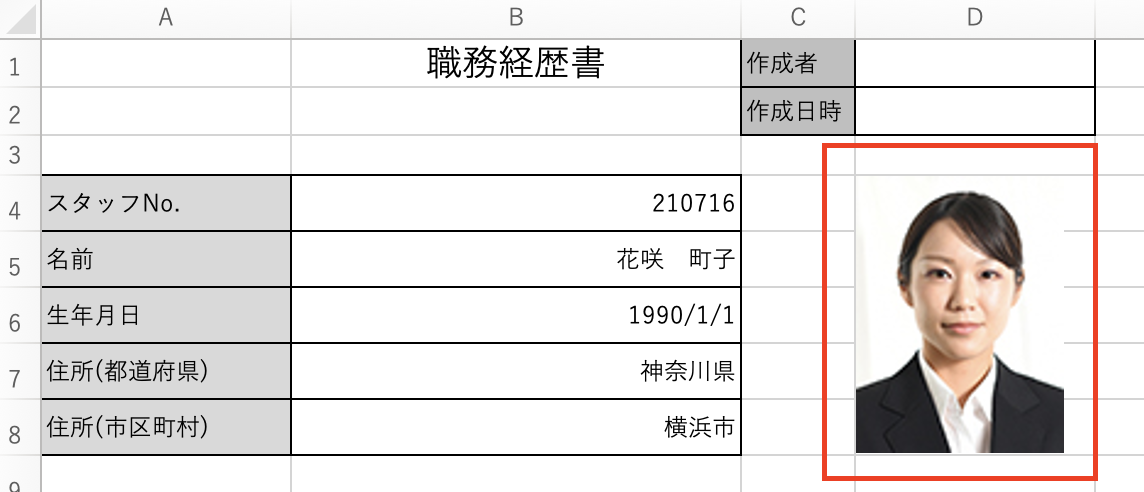 A B C D
1 職務経歴書 作成者
2 作成日時
3
4 スタッフNo. 210716
5 名前 花咲　町子
6 生年月日 1990/1/1
7 住所(都道府県) 神奈川県
8 住所(市区町村) 横浜市
9